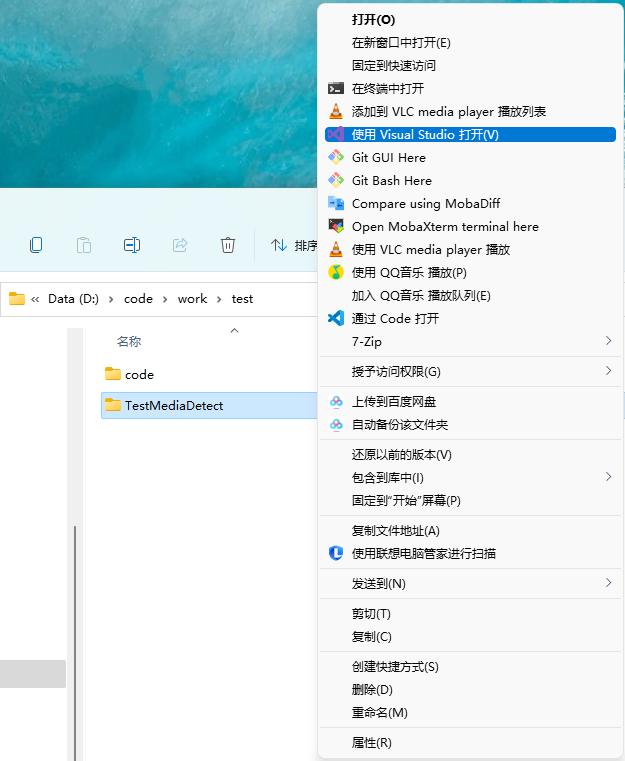 打开(O)
在新窗口中打开(E)
固定到快速访问
在终端中打开
添加到 VLC media player 播放列表
使用 Visual Studio 打开(V)
Git GUI Here
Git Bash Here
Compare using MobaDiff
Open MobaXterm terminal here
使用 VLC media player 播放
使用 QQ音乐 播放(P)
加入 QQ音乐 播放队列(E)
通过 Code 打开
7-Zip
授予访问权限(G)
上传到百度网盘
自动备份该文件夹
还原以前的版本(V)
包含到库中(I)
固定到“开始”屏幕(P)
复制文件地址(A)
使用联想电脑管家进行扫描
发送到(N)
剪切(T)
复制(C)
创建快捷方式(S)
删除(D)
重命名(M)
属性(R)
排序
« Data (D:) › code › work › test
名称
code
TestMediaDetect